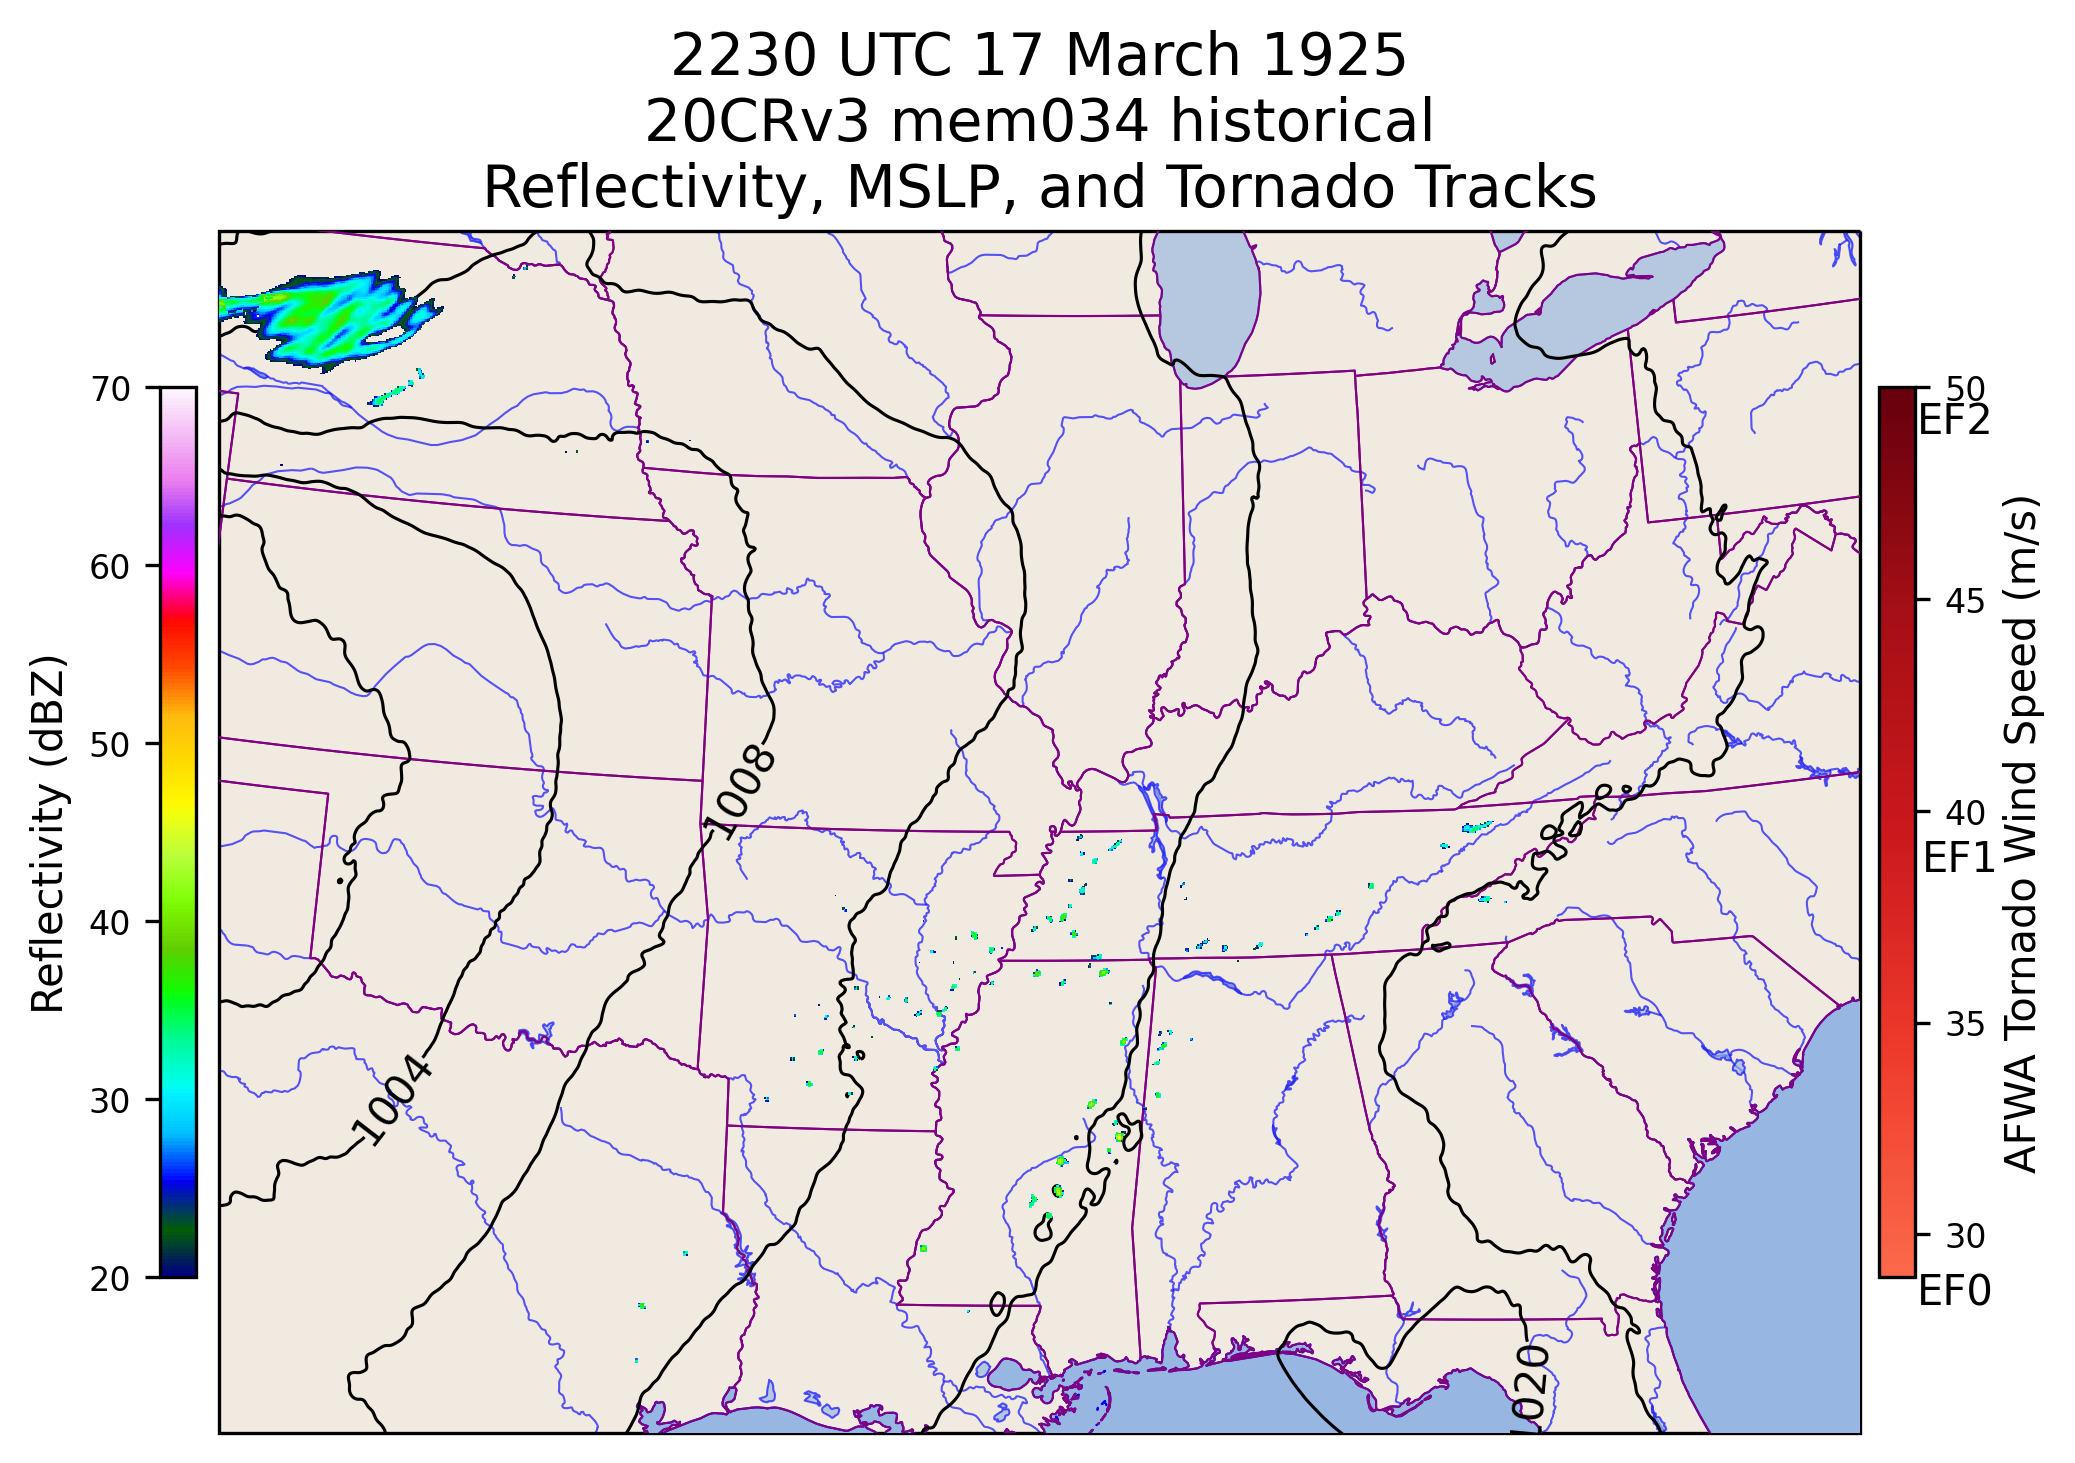 2230 UTC 17 March 1925
20CRv3 mem034 historical
Reflectivity, MSLP, and Tornado Tracks
70
60
50
40
30
20
Reflectivity (dBZ)
1008
1004
1020
50
EF2
45
40
EF1
35
30
EF0
AFWA Tornado Wind Speed (m/s)